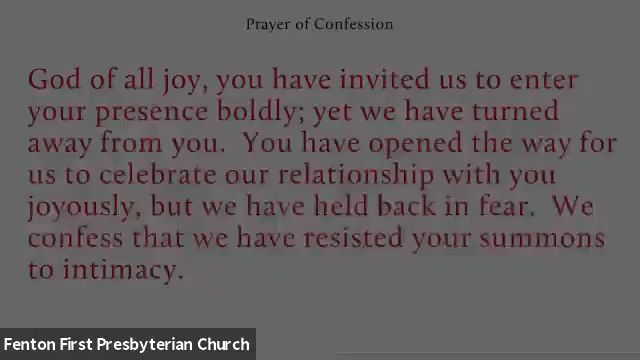 Prayer of Confession
God of all joy, you have invited us to enter
your presence boldly; yet we have turned
away from you.  You have opened the way for
us to celebrate our relationship with you
joyously, but we have held back in fear.  We
confess that we have resisted your summons
to intimacy.
Fenton First Presbyterian Church